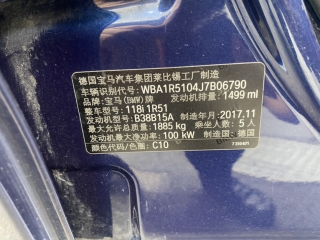 德国宝马汽车集团莱比锡工厂制造
车辆识别代号: WBA1R5104J7B06790
品牌: 宝马(BMW)牌 发动机排量: 1499 ml
整车型号: 118i 1R51
发动机型号: B38B15A 制造年月: 2017.11
最大允许总质量: 1885 kg 乘坐人数: 5 人
发动机最大净功率: 100 kW 制造国: 德国
颜色代码/色图: C10